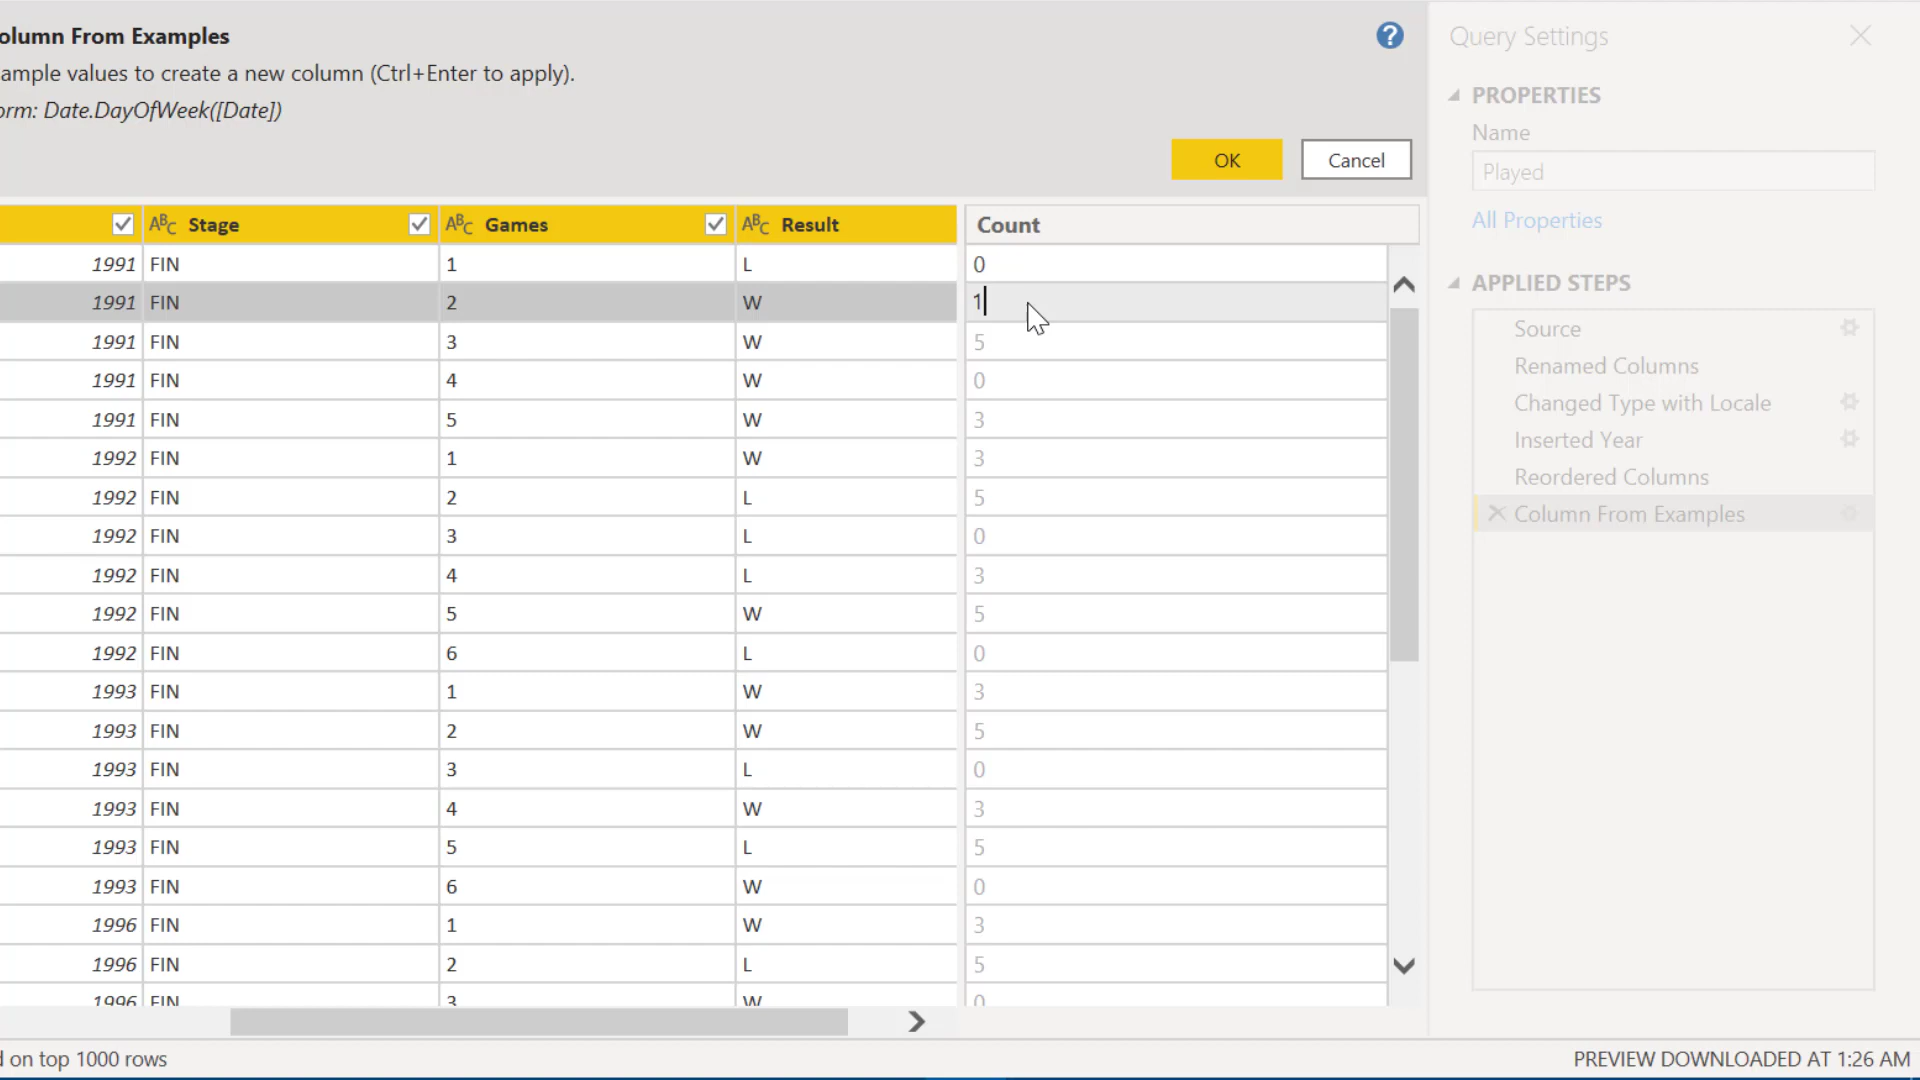 olumn From Examples
ample values to create a new column (Ctrl+Enter to apply).
orm: Date.DayOfWeek([Date])
OK
Cancel
Stage Games Result Count
1991 FIN 1 L 0
1991 FIN 2 W 1
1991 FIN 3 W 5
1991 FIN 4 W 0
1991 FIN 5 W 3
1992 FIN 1 W 3
1992 FIN 2 L 5
1992 FIN 3 L 0
1992 FIN 4 L 3
1992 FIN 5 W 5
1992 FIN 6 L 0
1993 FIN 1 W 3
1993 FIN 2 W 5
1993 FIN 3 L 0
1993 FIN 4 W 3
1993 FIN 5 L 5
1993 FIN 6 W 0
1996 FIN 1 W 3
1996 FIN 2 L 5
1996 FIN 3 W 0
d on top 1000 rows
Query Settings
PROPERTIES
Name
Played
All Properties
APPLIED STEPS
Source
Renamed Columns
Changed Type with Locale
Inserted Year
Reordered Columns
Column From Examples
PREVIEW DOWNLOADED AT 1:26 AM